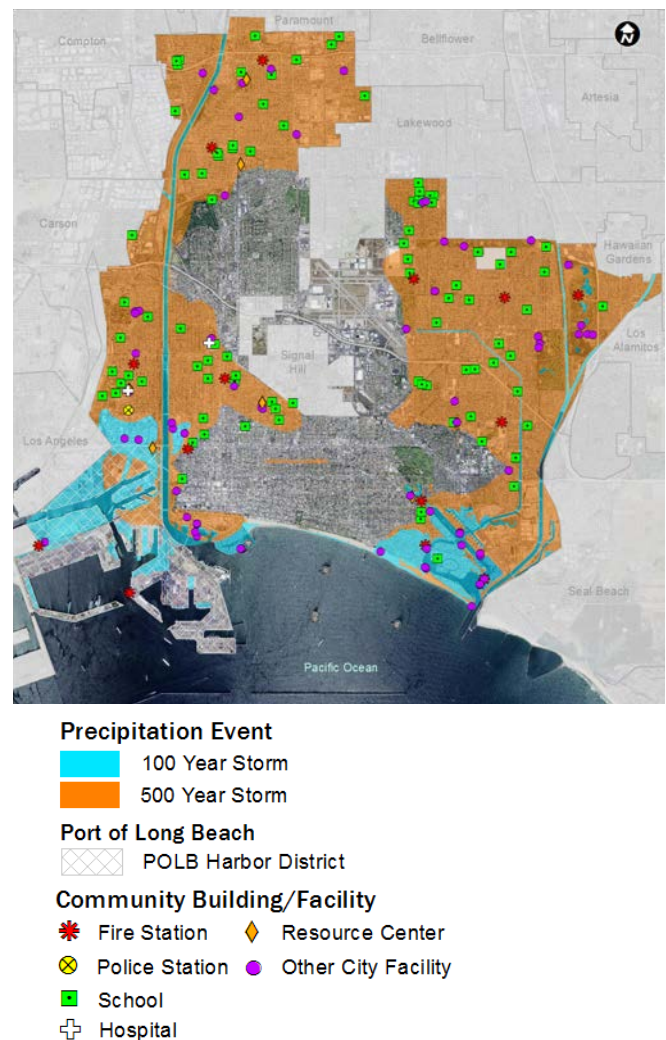 Paramount
Compton
Bellflower
N
Artesia
Lakewood
Carson
Hawaiian
Gardens
Los
Alamitos
Signal
Hill
Los Angeles
Seal Beach
Pacific Ocean
Precipitation Event
100 Year Storm
500 Year Storm
Port of Long Beach
POLB Harbor District
Community Building/Facility
Fire Station
Resource Center
Police Station
Other City Facility
School
Hospital